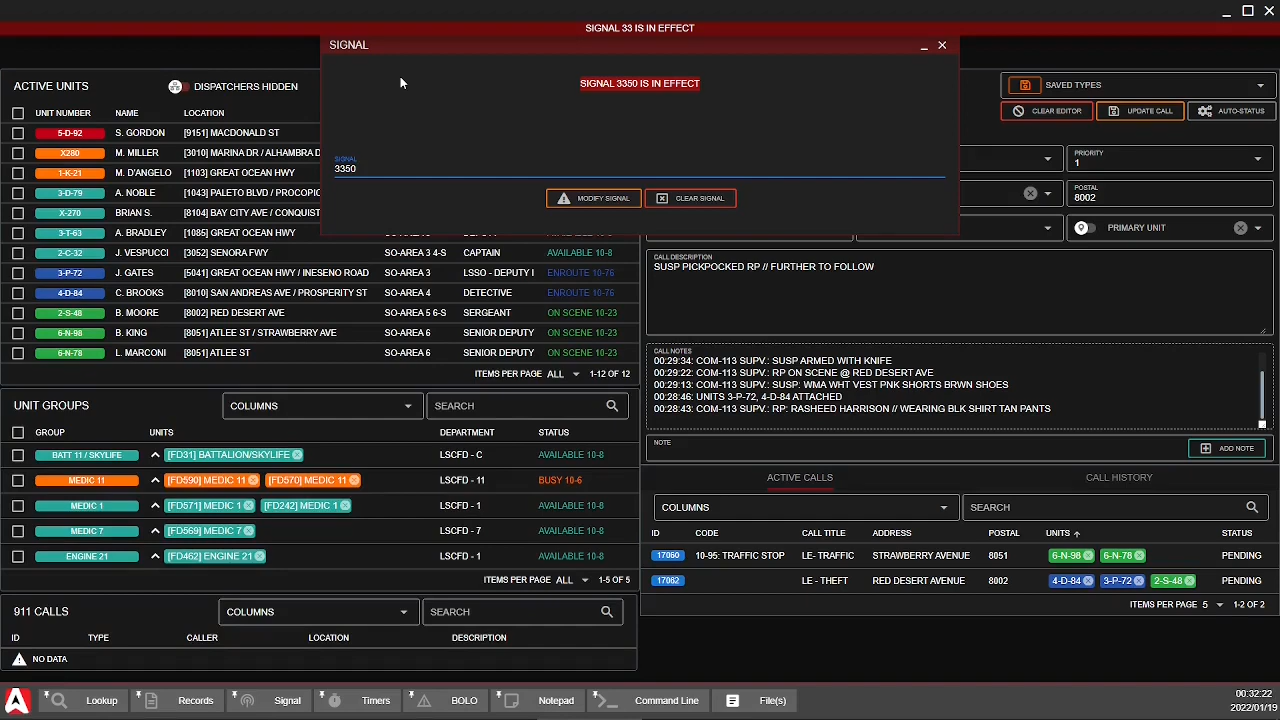 SIGNAL 33 IS IN EFFECT
SIGNAL
SIGNAL 3350 IS IN EFFECT
SIGNAL
3350
MODIFY SIGNAL
CLEAR SIGNAL
ACTIVE UNITS
DISPATCHERS HIDDEN
UNIT NUMBER NAME LOCATION
5-D-92 S. GORDON [9151] MACDONALD ST
X280 M. MILLER [3010] MARINA DR / ALHAMBRA D
1-K-21 M. D'ANGELO [1103] GREAT OCEAN HWY
3-D-79 A. NOBLE [1043] PALETO BLVD / PROCOPIO
X-270 BRIAN S. [8104] BAY CITY AVE / CONQUIST
3-T-63 A. BRADLEY [1085] GREAT OCEAN HWY
2-C-32 J. VESPUCCI [3052] SENORA FWY SO-AREA 3 4-S CAPTAIN AVAILABLE 10-8
3-P-72 J. GATES [5041] GREAT OCEAN HWY / INESENO ROAD LSSO - DEPUTY I ENROUTE 10-76
4-D-84 C. BROOKS [8010] SAN ANDREAS AVE / PROSPERITY ST SO-AREA 4 DETECTIVE ENROUTE 10-76
2-S-48 B. MOORE [8002] RED DESERT AVE SO-AREA 5 6-S SERGEANT ON SCENE 10-23
6-N-98 B. KING [8051] ATLEE ST / STRAWBERRY AVE SO-AREA 6 SENIOR DEPUTY ON SCENE 10-23
6-N-78 L. MARCONI [8051] ATLEE ST SO-AREA 6 SENIOR DEPUTY ON SCENE 10-23
ITEMS PER PAGE ALL 1-12 OF 12
UNIT GROUPS
COLUMNS
SEARCH
GROUP UNITS DEPARTMENT STATUS
BATT 11 / SKYLIFE [FD31] BATTALION/SKYLIFE LSCFD - C AVAILABLE 10-8
MEDIC 11 [FD590] MEDIC 11 [FD570] MEDIC 11 LSCFD - 11 BUSY 10-6
MEDIC 1 [FD571] MEDIC 1 [FD242] MEDIC 1 LSCFD - 1 AVAILABLE 10-8
MEDIC 7 [FD569] MEDIC 7 LSCFD - 7 AVAILABLE 10-8
ENGINE 21 [FD462] ENGINE 21 LSCFD - 1 AVAILABLE 10-8
ITEMS PER PAGE ALL 1-5 OF 5
911 CALLS
COLUMNS
SEARCH
ID TYPE CALLER LOCATION DESCRIPTION
NO DATA
SAVED TYPES
CLEAR EDITOR
UPDATE CALL
AUTO-STATUS
PRIORITY
1
POSTAL
8002
PRIMARY UNIT
CALL DESCRIPTION
SUSP PICKPOCKED RP // FURTHER TO FOLLOW
CALL NOTES
00:29:34: COM-113 SUPV.: SUSP ARMED WITH KNIFE
00:29:22: COM-113 SUPV.: RP ON SCENE @ RED DESERT AVE
00:29:13: COM-113 SUPV.: SUSP: WMA WHT VEST PNK SHORTS BRWN SHOES
00:28:46: UNITS 3-P-72, 4-D-84 ATTACHED
00:28:43: COM-113 SUPV.: RP: RASHEED HARRISON // WEARING BLK SHIRT TAN PANTS
NOTE
ADD NOTE
ACTIVE CALLS
CALL HISTORY
COLUMNS
SEARCH
ID CODE CALL TITLE ADDRESS POSTAL UNITS STATUS
17060 10-95: TRAFFIC STOP LE- TRAFFIC STRAWBERRY AVENUE 8051 6-N-98 6-N-78 PENDING
17062 LE - THEFT RED DESERT AVENUE 8002 4-D-84 3-P-72 2-S-48 PENDING
ITEMS PER PAGE 5 1-2 OF 2
Lookup
Records
Signal
Timers
BOLO
Notepad
Command Line
File(s)
00:32:22
2022/01/19